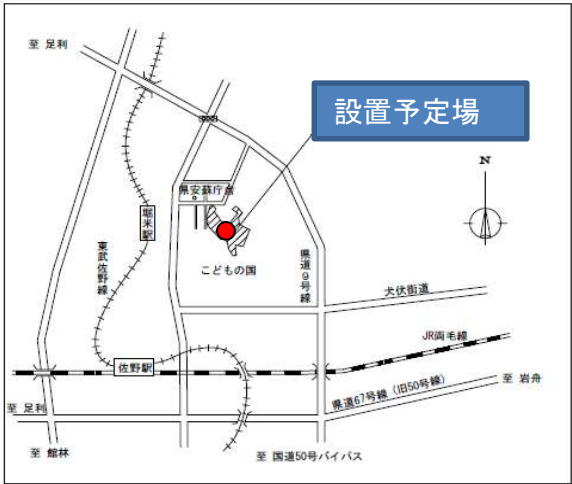 至 足利
設置予定場
N
県安蘇庁舎
堀米駅
東武佐野線
こどもの国
県道9号線
犬伏街道
JR両毛線
佐野駅
至 岩舟
県道67号線（旧50号線）
至 足利
至 館林
至 国道50号バイパス